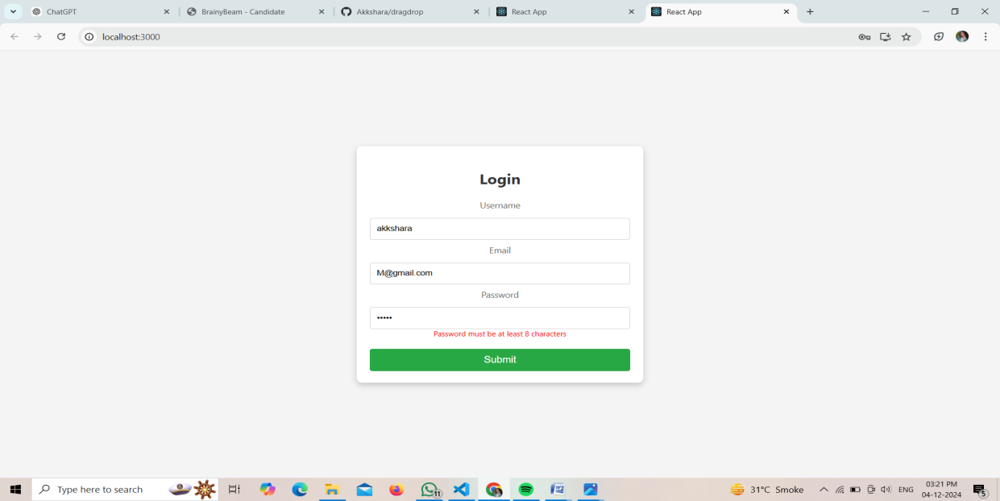 ChatGPT
BrainyBeam - Candidate
Akkshara/dragdrop
React App
React App
localhost:3000
Login
Username
akkshara
Email
M@gmail.com
Password
•••••
Password must be at least 8 characters
Submit
Type here to search
11
31°C Smoke
ENG
03:21 PM
04-12-2024
5